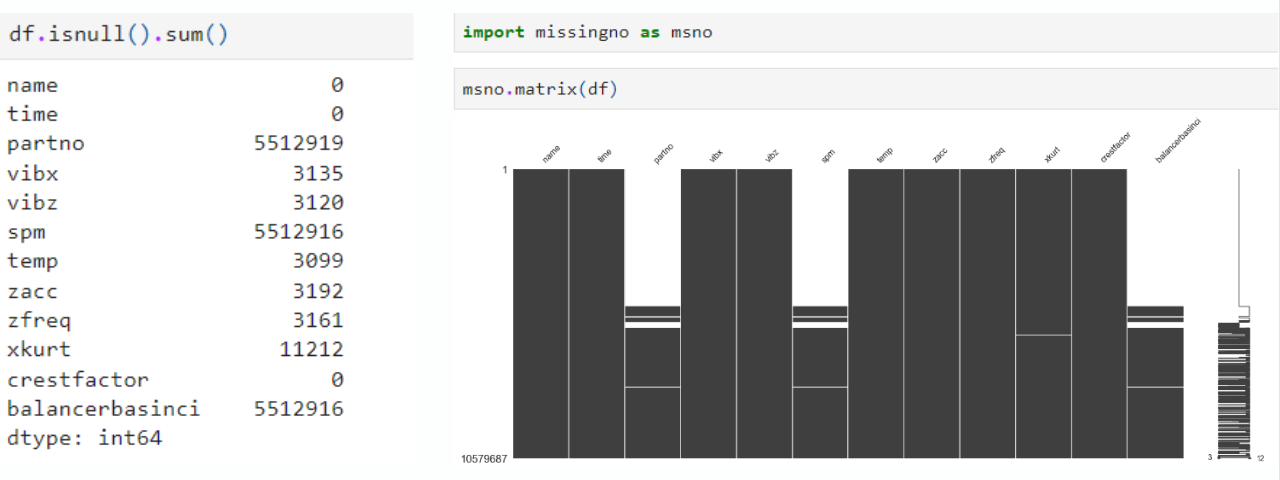 df.isnull().sum()
name 0
time 0
partno 5512919
vibx 3135
vibz 3120
spm 5512916
temp 3099
zacc 3192
zfreq 3161
xkurt 11212
crestfactor 0
balancerbasinci 5512916
dtype: int64
import missingno as msno
msno.matrix(df)
name time partno vibx vibz spm temp zacc zfreq xkurt crestfactor balancerbasinci
1
10579687
3 12